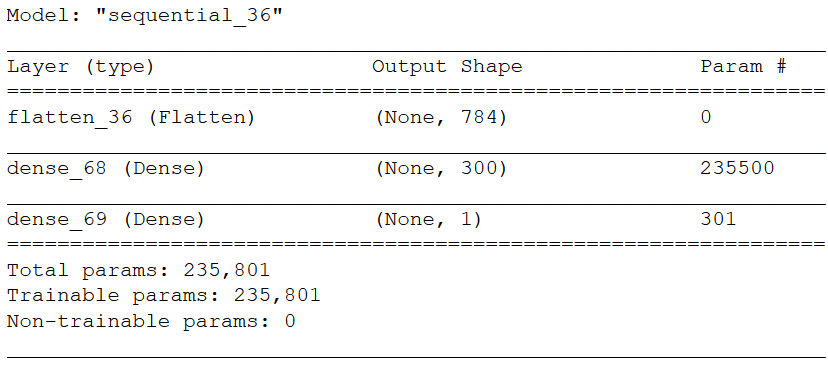 Model: "sequential_36"
_________________________________________________________________
Layer (type)                 Output Shape              Param #
=================================================================
flatten_36 (Flatten)         (None, 784)               0
_________________________________________________________________
dense_68 (Dense)             (None, 300)               235500
_________________________________________________________________
dense_69 (Dense)             (None, 1)                 301
=================================================================
Total params: 235,801
Trainable params: 235,801
Non-trainable params: 0
_________________________________________________________________